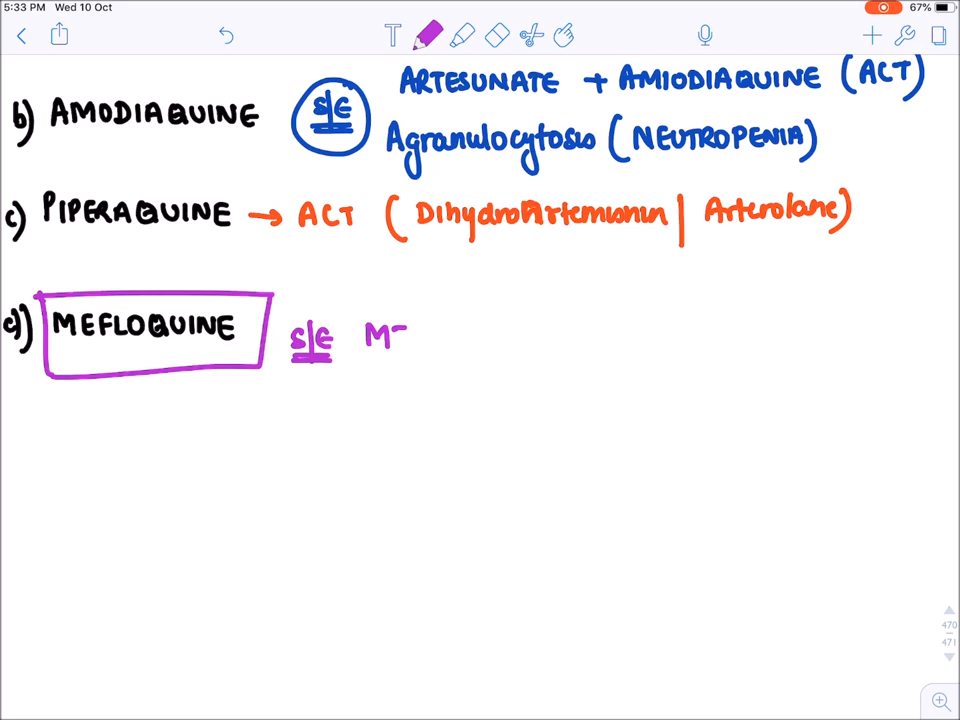 5:33 PM Wed 10 Oct 67%
T
ARTESUNATE + AMIODIAQUINE (ACT)
b) AMODIAQUINE S/E
Agranulocytosis (NEUTROPENIA)
c) PIPERAQUINE → ACT (DihydroArtemisinin | Arterolane)
d) MEFLOQUINE S/E M
470
471